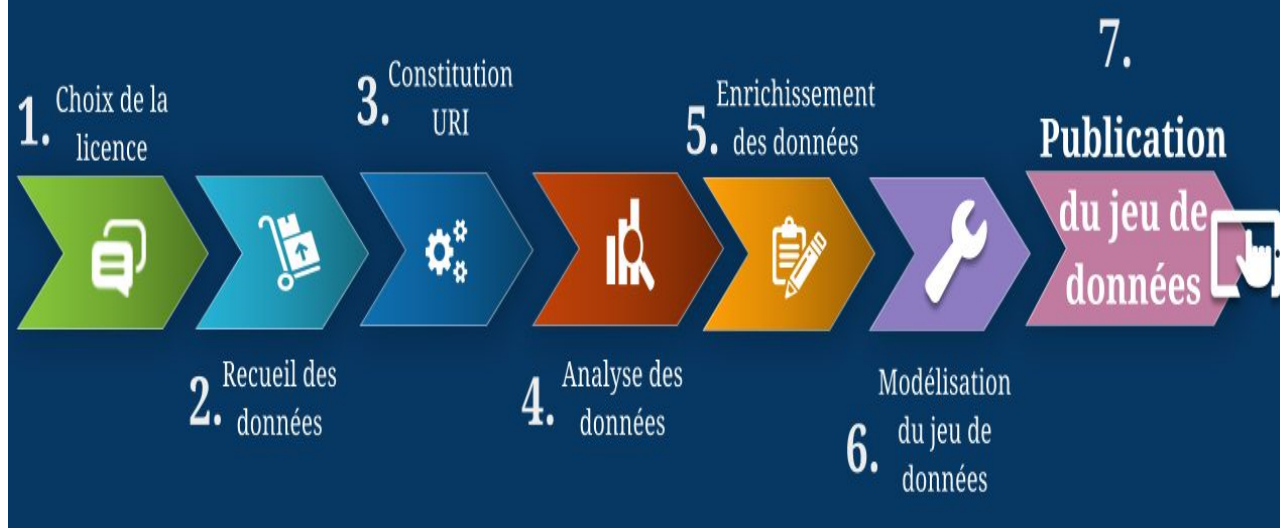 1. Choix de la
licence
2. Recueil des
données
3. Constitution
URI
4. Analyse des
données
5. Enrichissement
des données
6. Modélisation
du jeu de
données
7.
Publication
du jeu de
données